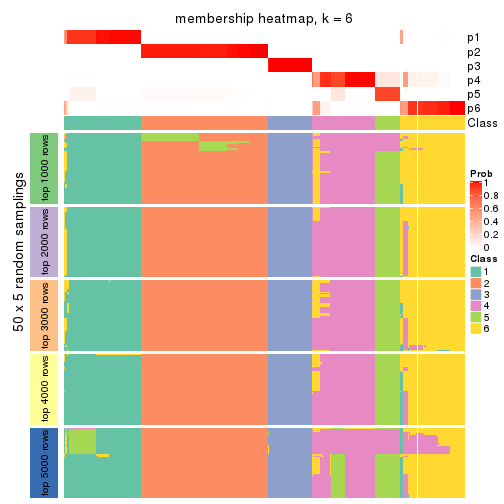 membership heatmap, k = 6
p1
p2
p3
p4
p5
p6
Class
50 x 5 random samplings
top 1000 rows
top 2000 rows
top 3000 rows
top 4000 rows
top 5000 rows
Prob
1
0.8
0.6
0.4
0.2
0
Class
1
2
3
4
5
6